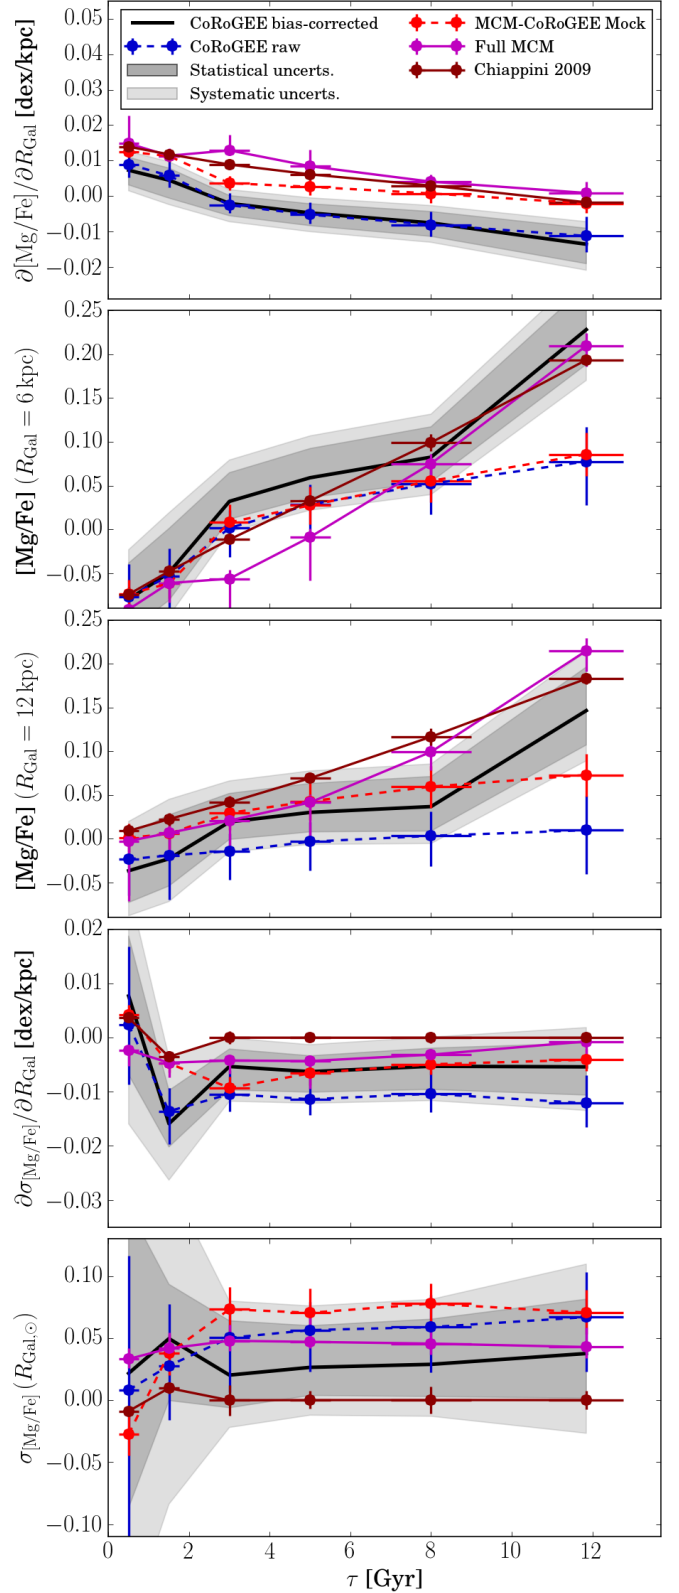 CoRoGEE bias-corrected
CoRoGEE raw
Statistical uncerts.
Systematic uncerts.
MCM-CoRoGEE Mock
Full MCM
Chiappini 2009
∂[Mg/Fe]/∂R_Gal [dex/kpc]
0.05
0.04
0.03
0.02
0.01
0.00
−0.01
−0.02
[Mg/Fe] (R_Gal = 6 kpc)
0.25
0.20
0.15
0.10
0.05
0.00
−0.05
[Mg/Fe] (R_Gal = 12 kpc)
0.25
0.20
0.15
0.10
0.05
0.00
−0.05
∂σ_[Mg/Fe]/∂R_Gal [dex/kpc]
0.02
0.01
0.00
−0.01
−0.02
−0.03
σ_[Mg/Fe](R_Gal,⊙)
0.10
0.05
0.00
−0.05
−0.10
0 2 4 6 8 10 12
τ [Gyr]